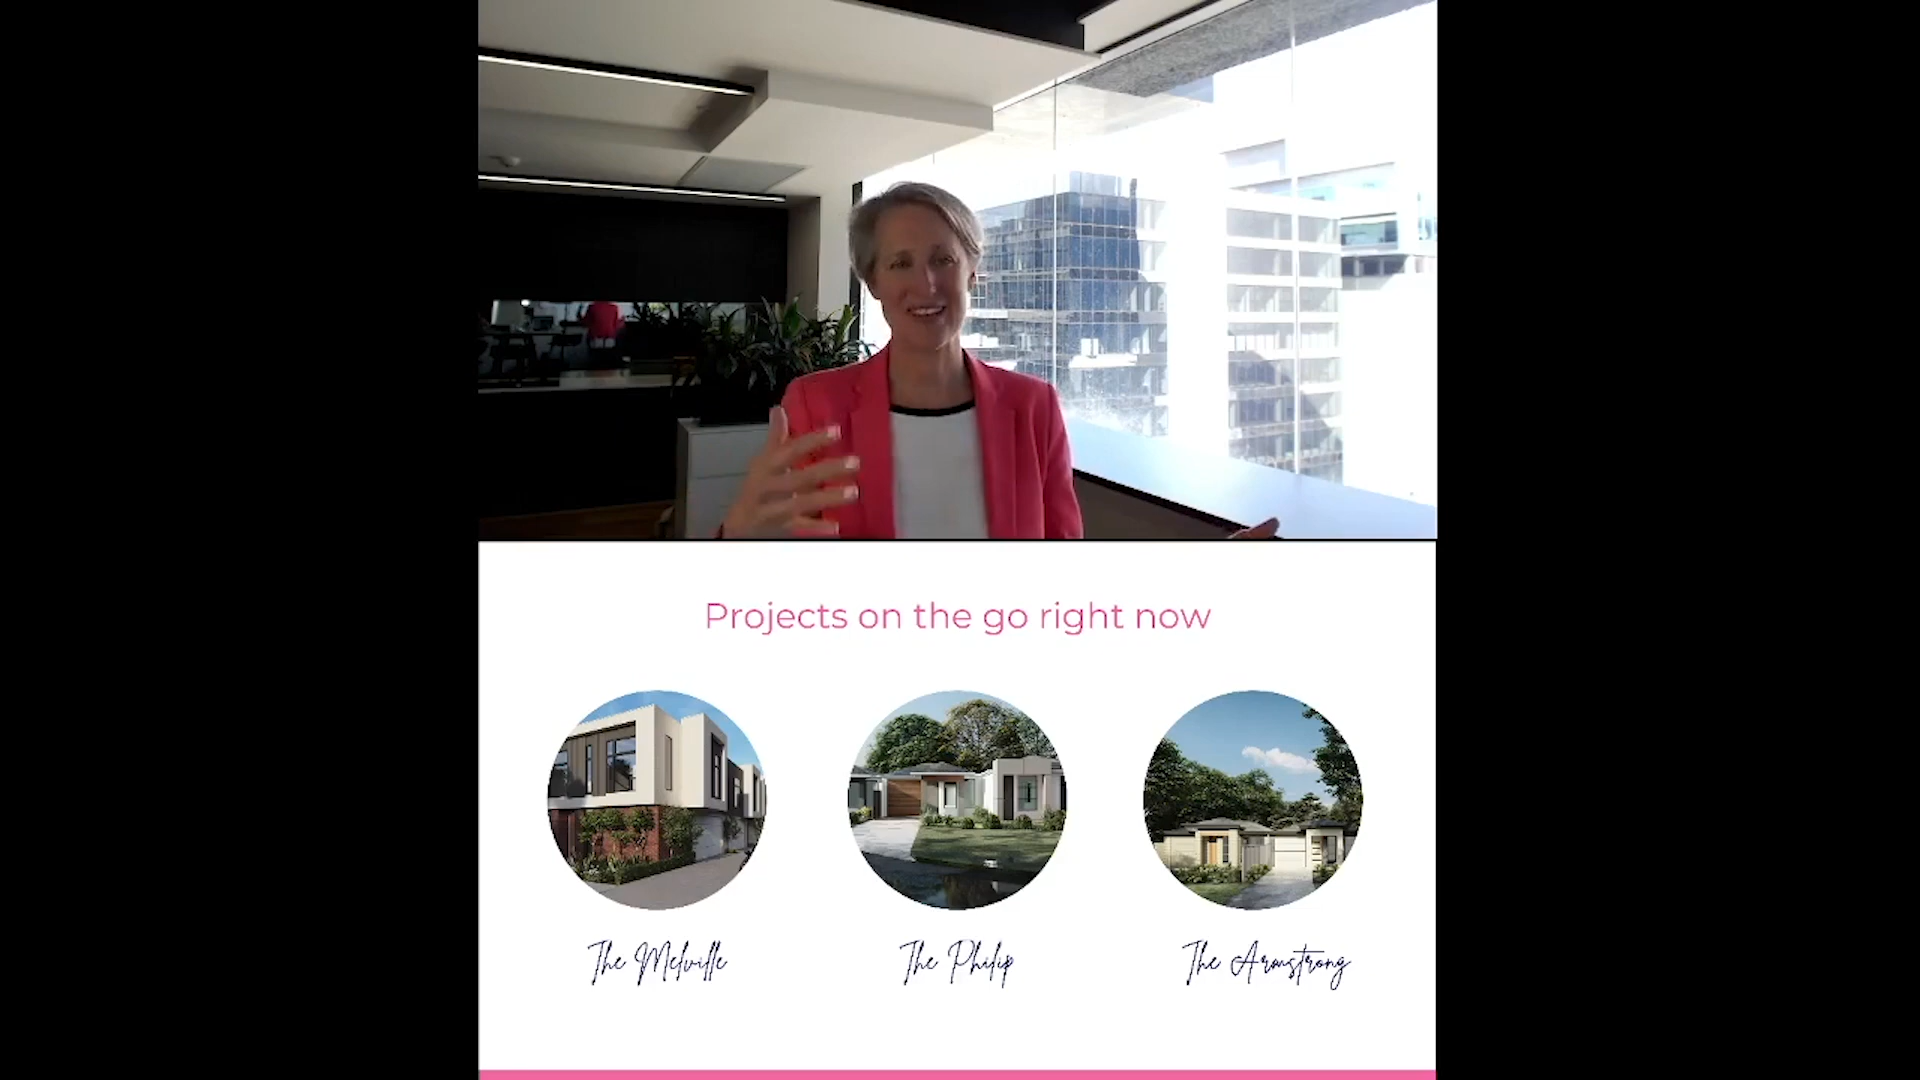 Projects on the go right now
The Melville
The Philip
The Armstrong